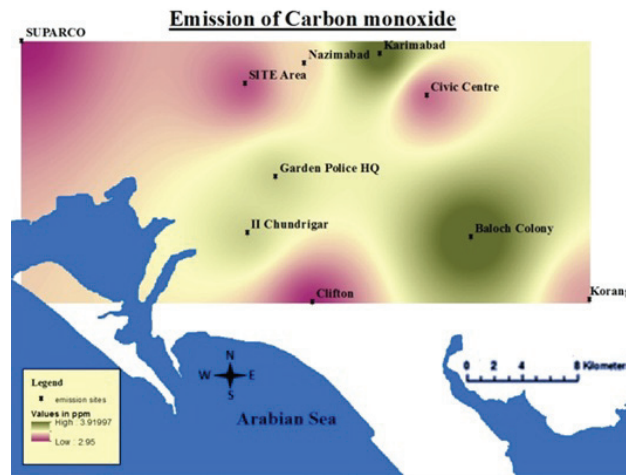 Emission of Carbon monoxide
SUPARCO
Karimabad
Nazimabad
SITE Area
Civic Centre
Garden Police HQ
II Chundrigar
Baloch Colony
Clifton
Korang
N
W E
S
0 2 4 8
Kilometer
Arabian Sea
Legend
emission sites
Values in ppm
High : 3.91997
Low : 2.95